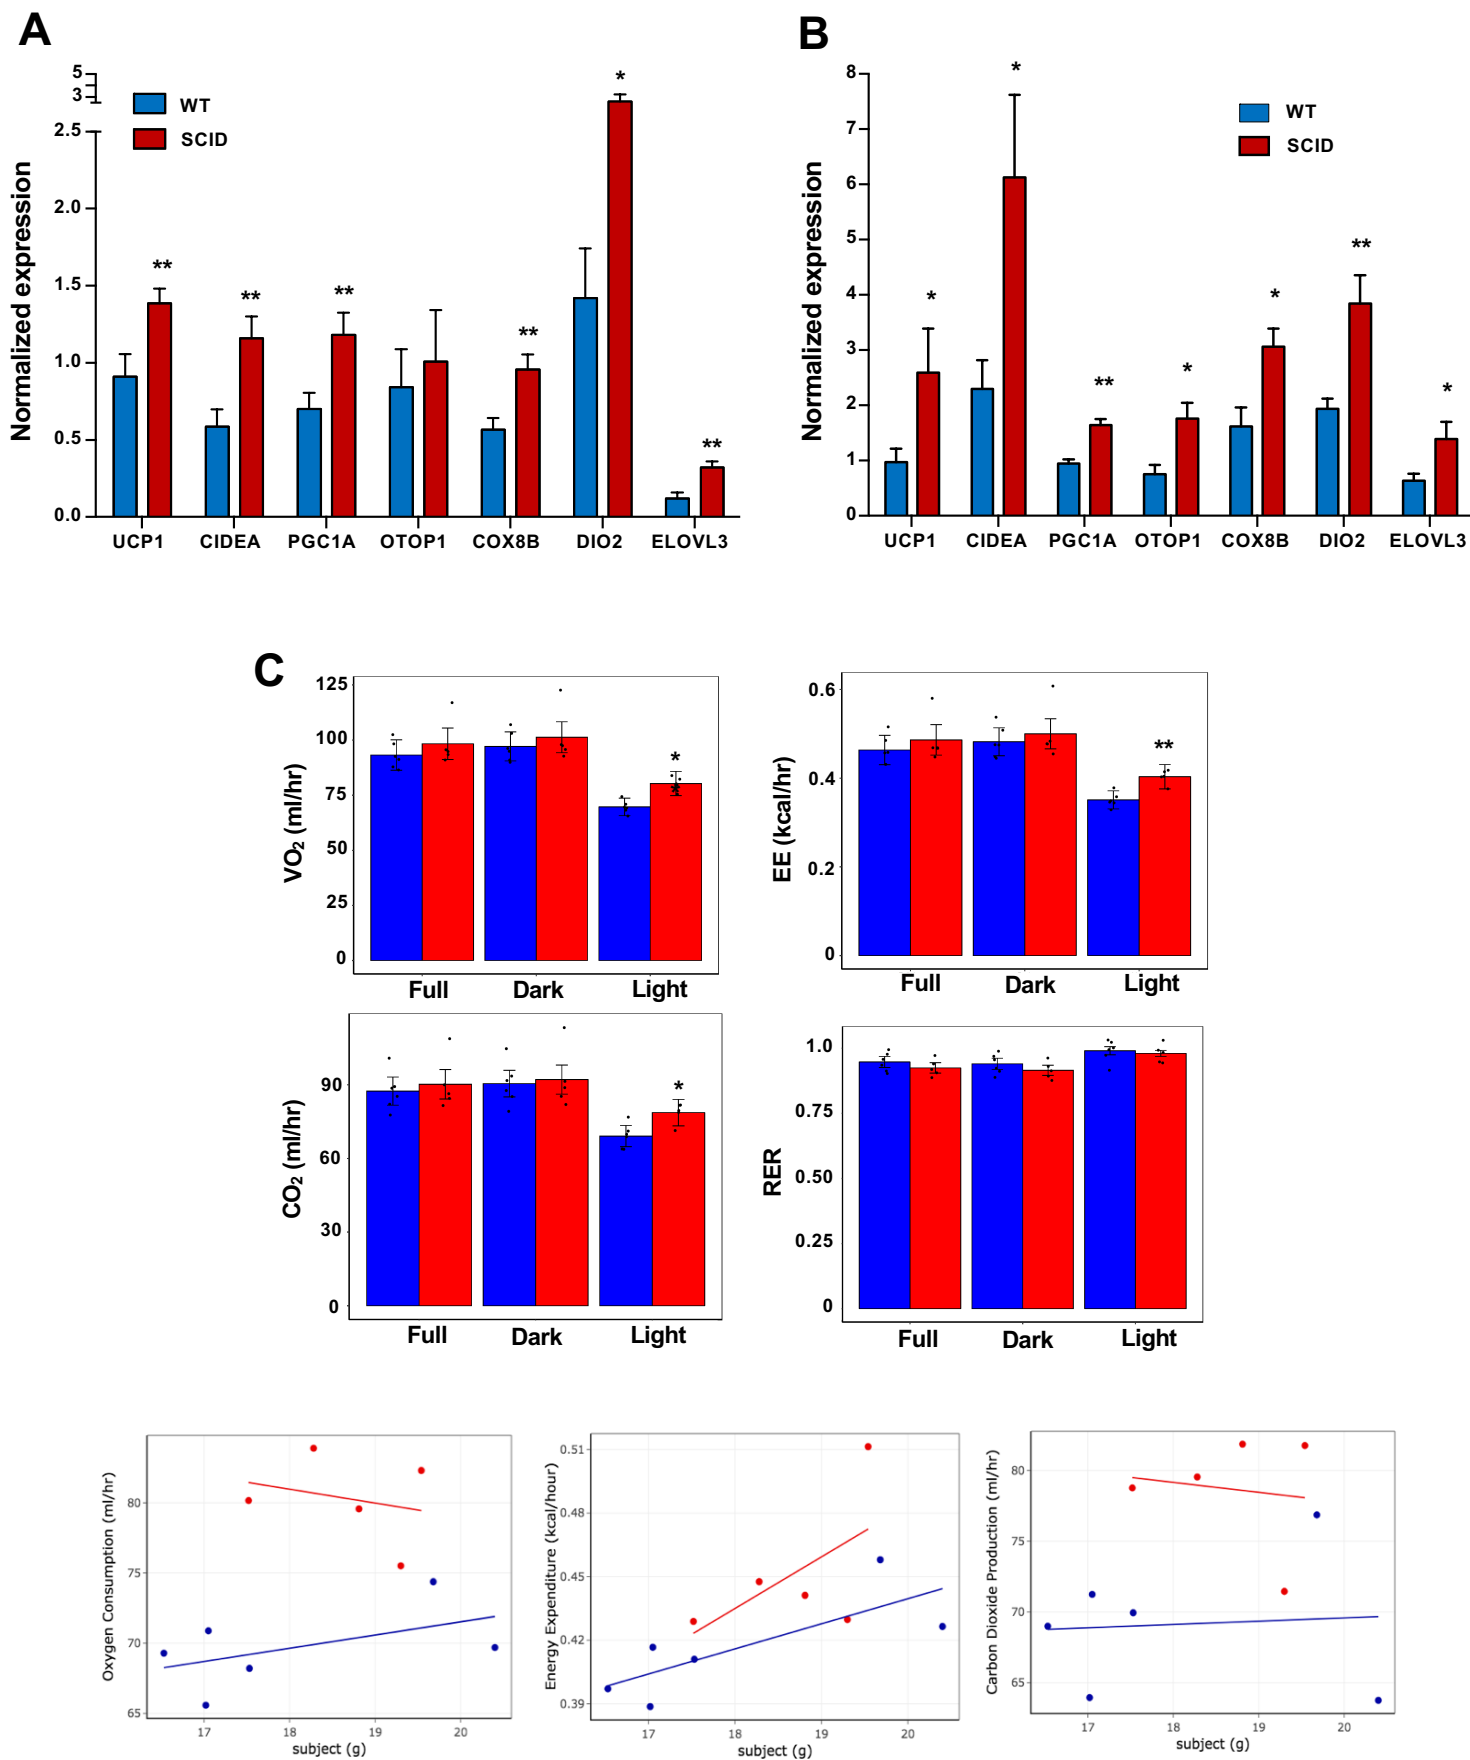 A
B
Normalized expression
5
3
2.5
2.0
1.5
1.0
0.5
0.0
WT
SCID
** ** ** ** * **
UCP1 CIDEA PGC1A OTOP1 COX8B DIO2 ELOVL3
Normalized expression
8
7
6
5
4
3
2
1
0
WT
SCID
* * ** * * ** *
UCP1 CIDEA PGC1A OTOP1 COX8B DIO2 ELOVL3
C
VO2 (ml/hr)
125
100
75
50
25
0
*
Full Dark Light
EE (kcal/hr)
0.6
0.4
0.2
0
**
Full Dark Light
CO2 (ml/hr)
90
60
30
0
*
Full Dark Light
RER
1.0
0.75
0.50
0.25
0
Full Dark Light
Oxygen Consumption (ml/hr)
80
75
70
65
17 18 19 20
subject (g)
Energy Expenditure (kcal/hour)
0.51
0.48
0.45
0.42
0.39
17 18 19 20
subject (g)
Carbon Dioxide Production (ml/hr)
80
75
70
65
17 18 19 20
subject (g)